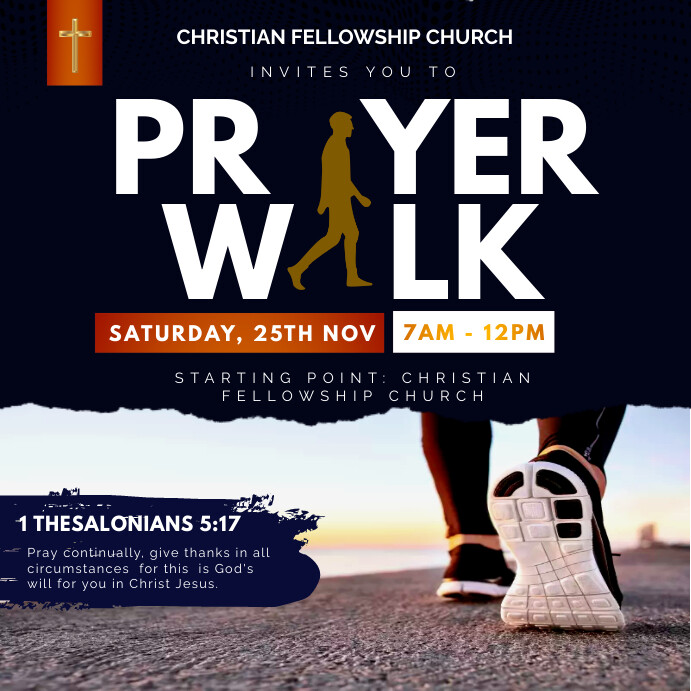 CHRISTIAN FELLOWSHIP CHURCH
INVITES YOU TO
PR YER
W LK
SATURDAY, 25TH NOV
7AM - 12PM
STARTING POINT: CHRISTIAN
FELLOWSHIP CHURCH
1 THESALONIANS 5:17
Pray continually, give thanks in all
circumstances for this is God's
will for you in Christ Jesus.